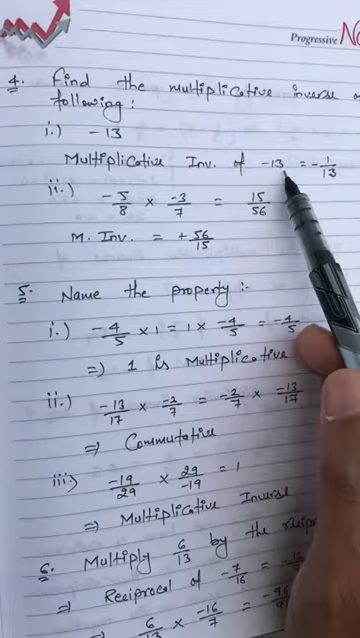 Progressive
4. Find the multiplicative inverse o
following :
i.) -13
Multiplicative Inv. of -13 = -1/13
ii.) -5/8 × -3/7 = 15/56
M. Inv. = +56/15
5. Name the property :-
i.) -4/5 × 1 = 1 × -4/5 = -4/5
⇒) 1 is Multiplicative
ii.) -13/17 × -2/7 = -2/7 × -13/17
⇒ Commutative
iii) -19/29 × 29/-19 = 1
⇒ Multiplicative Inverse
6. Multiply 6/13 by the recip
⇒ Reciprocal of -7/16 = -16
⇒ 6/13 × -16/7 = -96